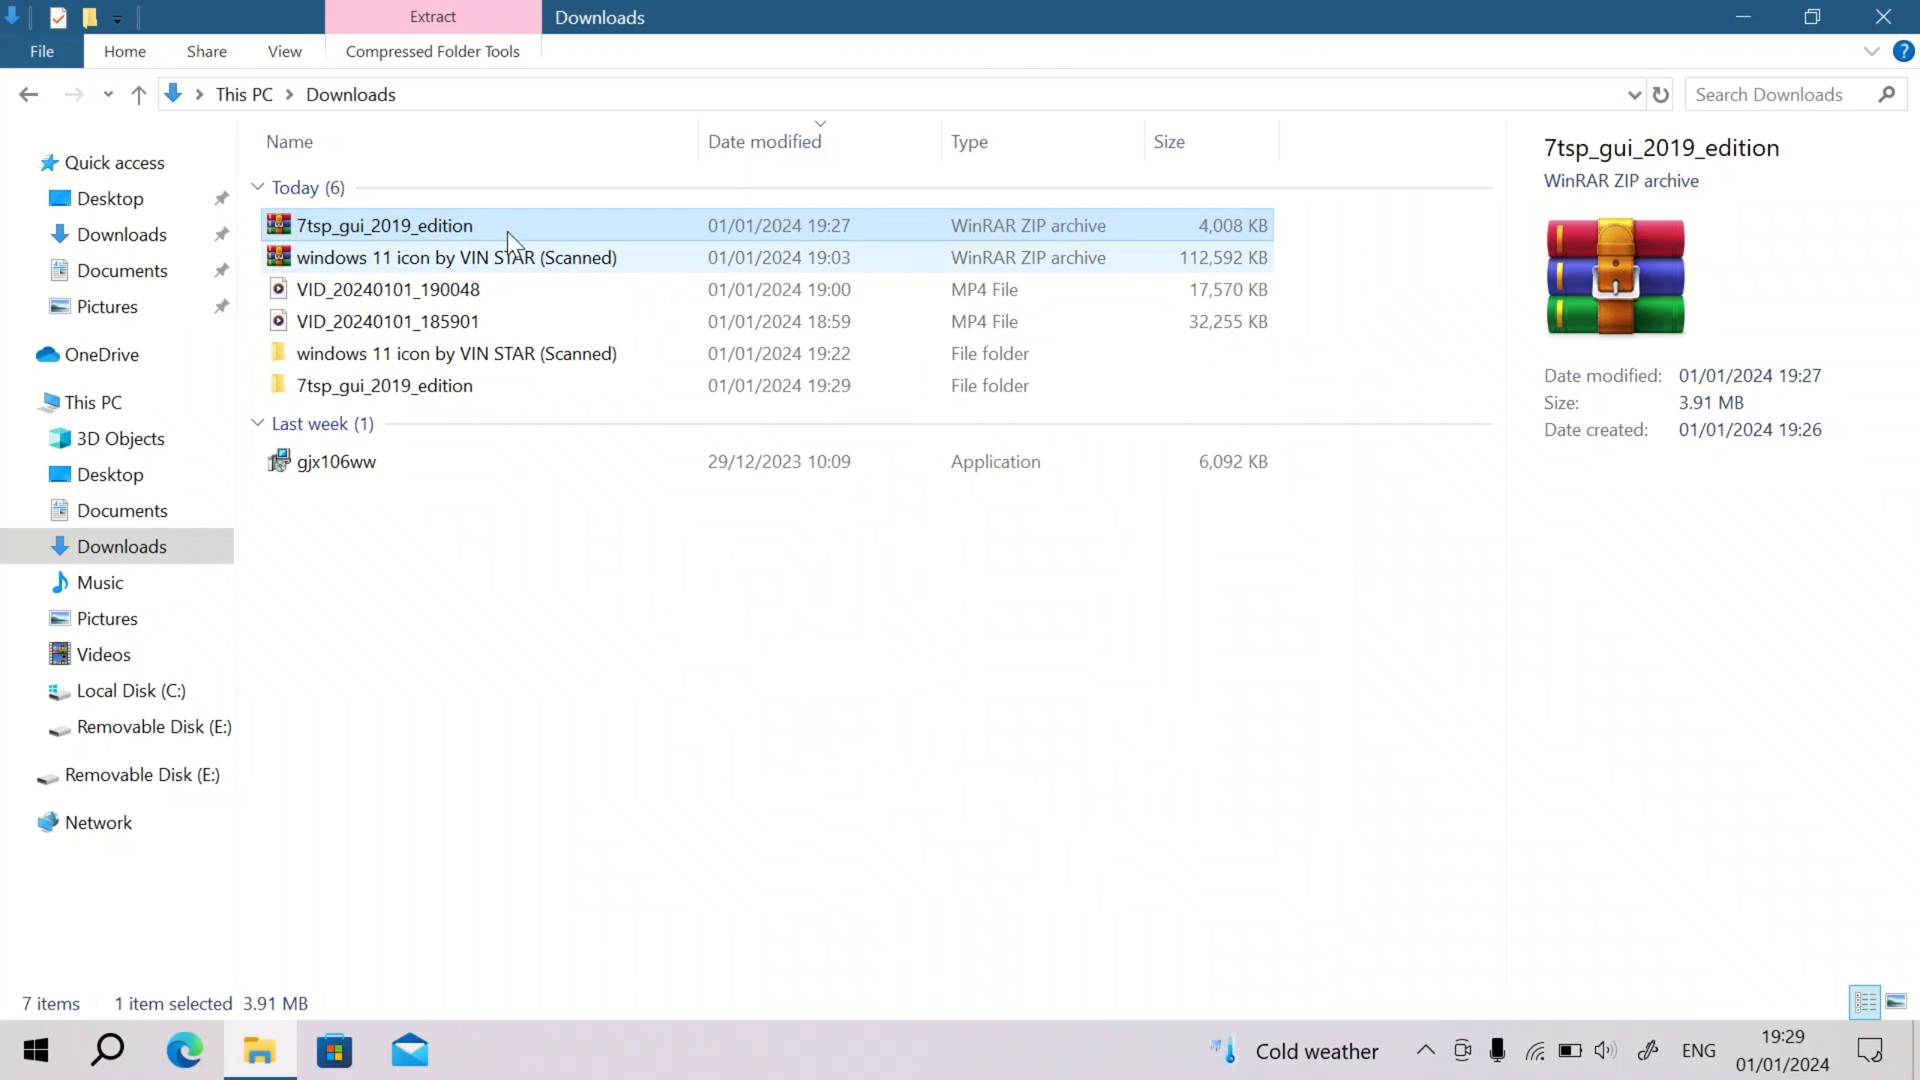 Extract
Downloads
File
Home
Share
View
Compressed Folder Tools
?
This PC
Downloads
Search Downloads
Name
Date modified
Type
Size
Today (6)
7tsp_gui_2019_edition 01/01/2024 19:27 WinRAR ZIP archive 4,008 KB
windows 11 icon by VIN STAR (Scanned) 01/01/2024 19:03 WinRAR ZIP archive 112,592 KB
VID_20240101_190048 01/01/2024 19:00 MP4 File 17,570 KB
VID_20240101_185901 01/01/2024 18:59 MP4 File 32,255 KB
windows 11 icon by VIN STAR (Scanned) 01/01/2024 19:22 File folder
7tsp_gui_2019_edition 01/01/2024 19:29 File folder
Last week (1)
gjx106ww 29/12/2023 10:09 Application 6,092 KB
Quick access
Desktop
Downloads
Documents
Pictures
OneDrive
This PC
3D Objects
Desktop
Documents
Downloads
Music
Pictures
Videos
Local Disk (C:)
Removable Disk (E:)
Removable Disk (E:)
Network
7tsp_gui_2019_edition
WinRAR ZIP archive
Date modified: 01/01/2024 19:27
Size: 3.91 MB
Date created: 01/01/2024 19:26
7 items 1 item selected 3.91 MB
Cold weather
ENG
19:29
01/01/2024